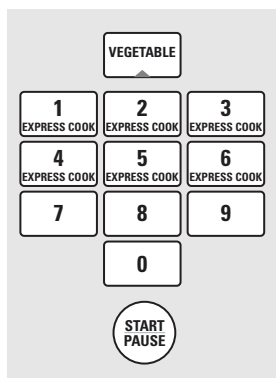 VEGETABLE
1 2 3
EXPRESS COOK EXPRESS COOK EXPRESS COOK
4 5 6
EXPRESS COOK EXPRESS COOK EXPRESS COOK
7 8 9
0
START
PAUSE